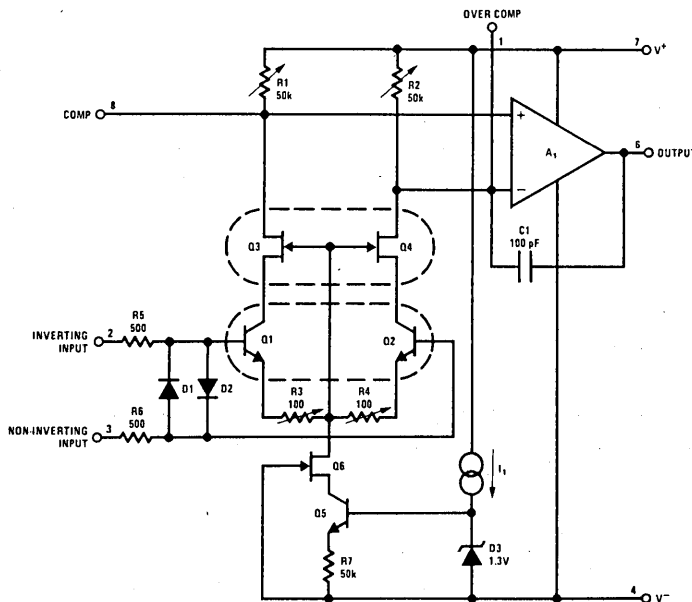 OVER COMP
1
7
V+
R1
50k
R2
50k
COMP
8
+
A1
6
OUTPUT
−
C1
100 pF
Q3
Q4
R5
500
INVERTING
INPUT
2
Q1
Q2
D1
D2
R3
100
R4
100
R6
500
NON-INVERTING
INPUT
3
Q6
I1
Q5
D3
1.3V
R7
50k
4
V−